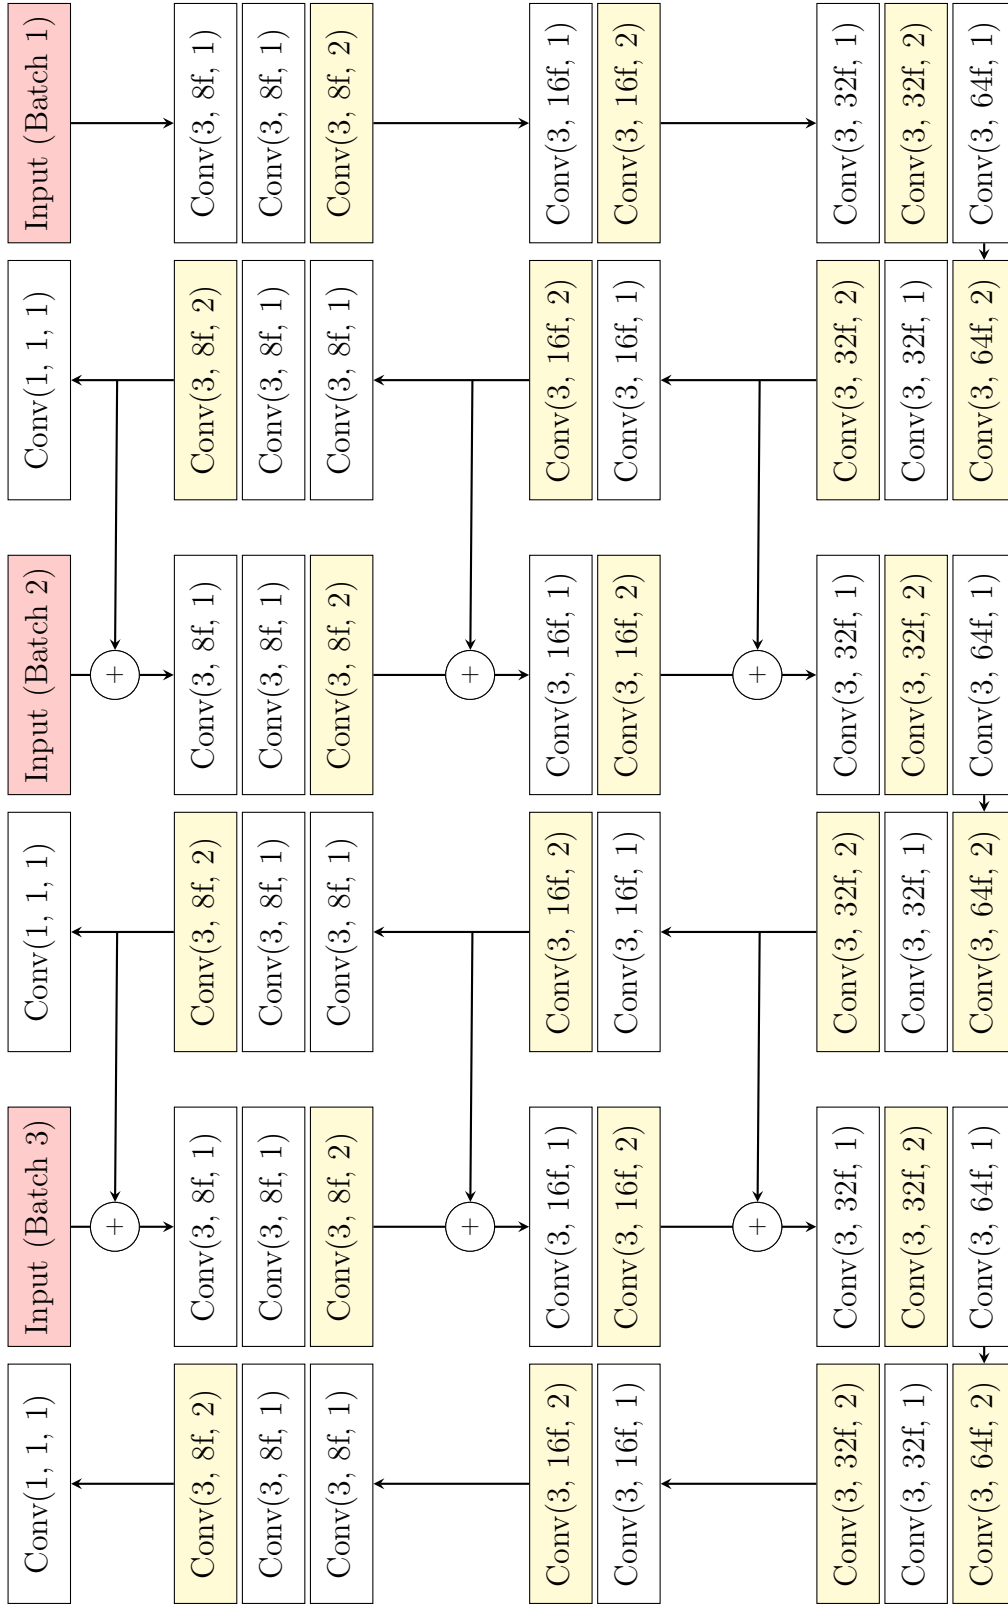 Conv(1, 1, 1)
Input (Batch 3)
Conv(1, 1, 1)
Input (Batch 2)
Conv(1, 1, 1)
Input (Batch 1)
+
+
Conv(3, 8f, 2)
Conv(3, 8f, 1)
Conv(3, 8f, 2)
Conv(3, 8f, 1)
Conv(3, 8f, 2)
Conv(3, 8f, 1)
Conv(3, 8f, 1)
Conv(3, 8f, 1)
Conv(3, 8f, 1)
Conv(3, 8f, 1)
Conv(3, 8f, 1)
Conv(3, 8f, 1)
Conv(3, 8f, 1)
Conv(3, 8f, 2)
Conv(3, 8f, 1)
Conv(3, 8f, 2)
Conv(3, 8f, 1)
Conv(3, 8f, 2)
+
+
Conv(3, 16f, 2)
Conv(3, 16f, 1)
Conv(3, 16f, 2)
Conv(3, 16f, 1)
Conv(3, 16f, 2)
Conv(3, 16f, 1)
Conv(3, 16f, 1)
Conv(3, 16f, 2)
Conv(3, 16f, 1)
Conv(3, 16f, 2)
Conv(3, 16f, 1)
Conv(3, 16f, 2)
+
+
Conv(3, 32f, 2)
Conv(3, 32f, 1)
Conv(3, 32f, 2)
Conv(3, 32f, 1)
Conv(3, 32f, 2)
Conv(3, 32f, 1)
Conv(3, 32f, 1)
Conv(3, 32f, 2)
Conv(3, 32f, 1)
Conv(3, 32f, 2)
Conv(3, 32f, 1)
Conv(3, 32f, 2)
Conv(3, 64f, 2)
Conv(3, 64f, 1)
Conv(3, 64f, 2)
Conv(3, 64f, 1)
Conv(3, 64f, 2)
Conv(3, 64f, 1)